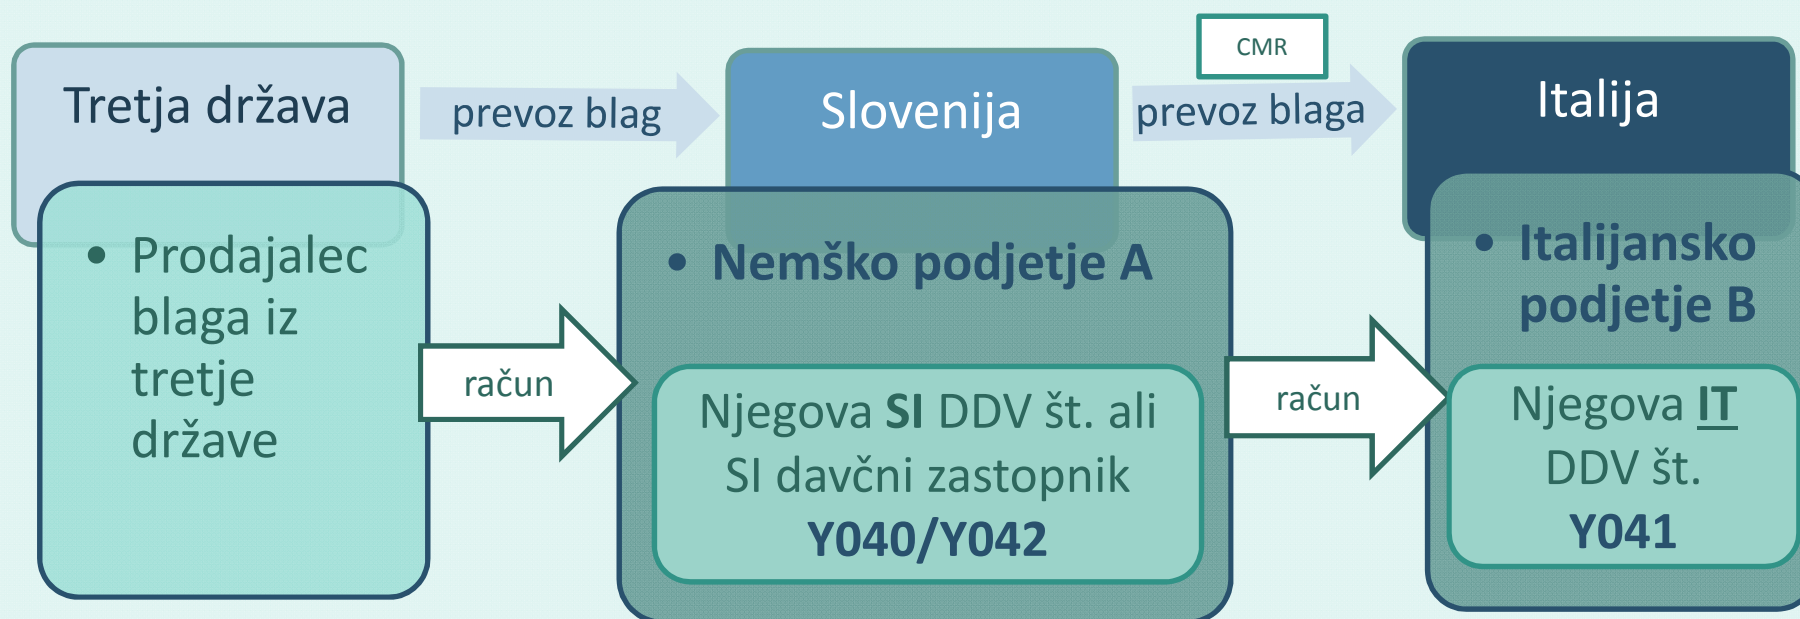 Tretja država
prevoz blag
Slovenija
CMR
prevoz blaga
Italija
• Prodajalec
blaga iz
tretje
države
račun
• Nemško podjetje A
Njegova SI DDV št. ali
SI davčni zastopnik
Y040/Y042
račun
• Italijansko
podjetje B
Njegova IT
DDV št.
Y041